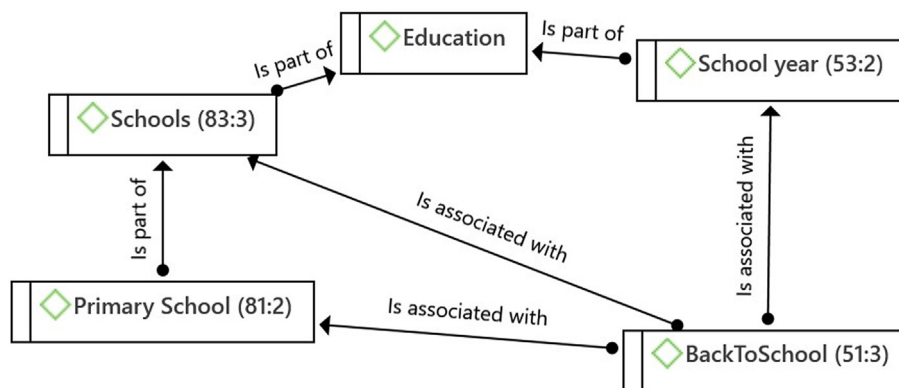 Education
Is part of
Is part of
School year (53:2)
Schools (83:3)
Is part of
Is associated with
Is associated with
Primary School (81:2)
Is associated with
BackToSchool (51:3)